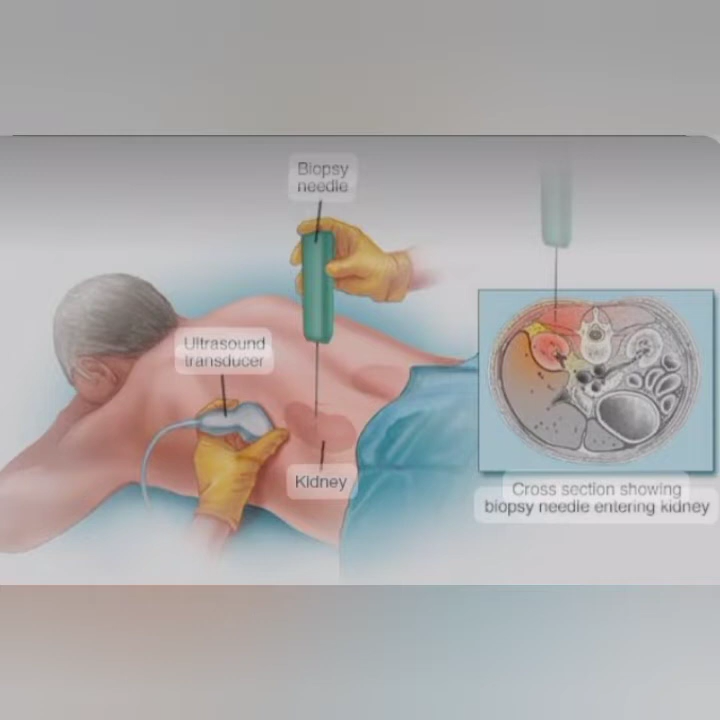 Biopsy
needle
Ultrasound
transducer
Kidney
Cross section showing
biopsy needle entering kidney